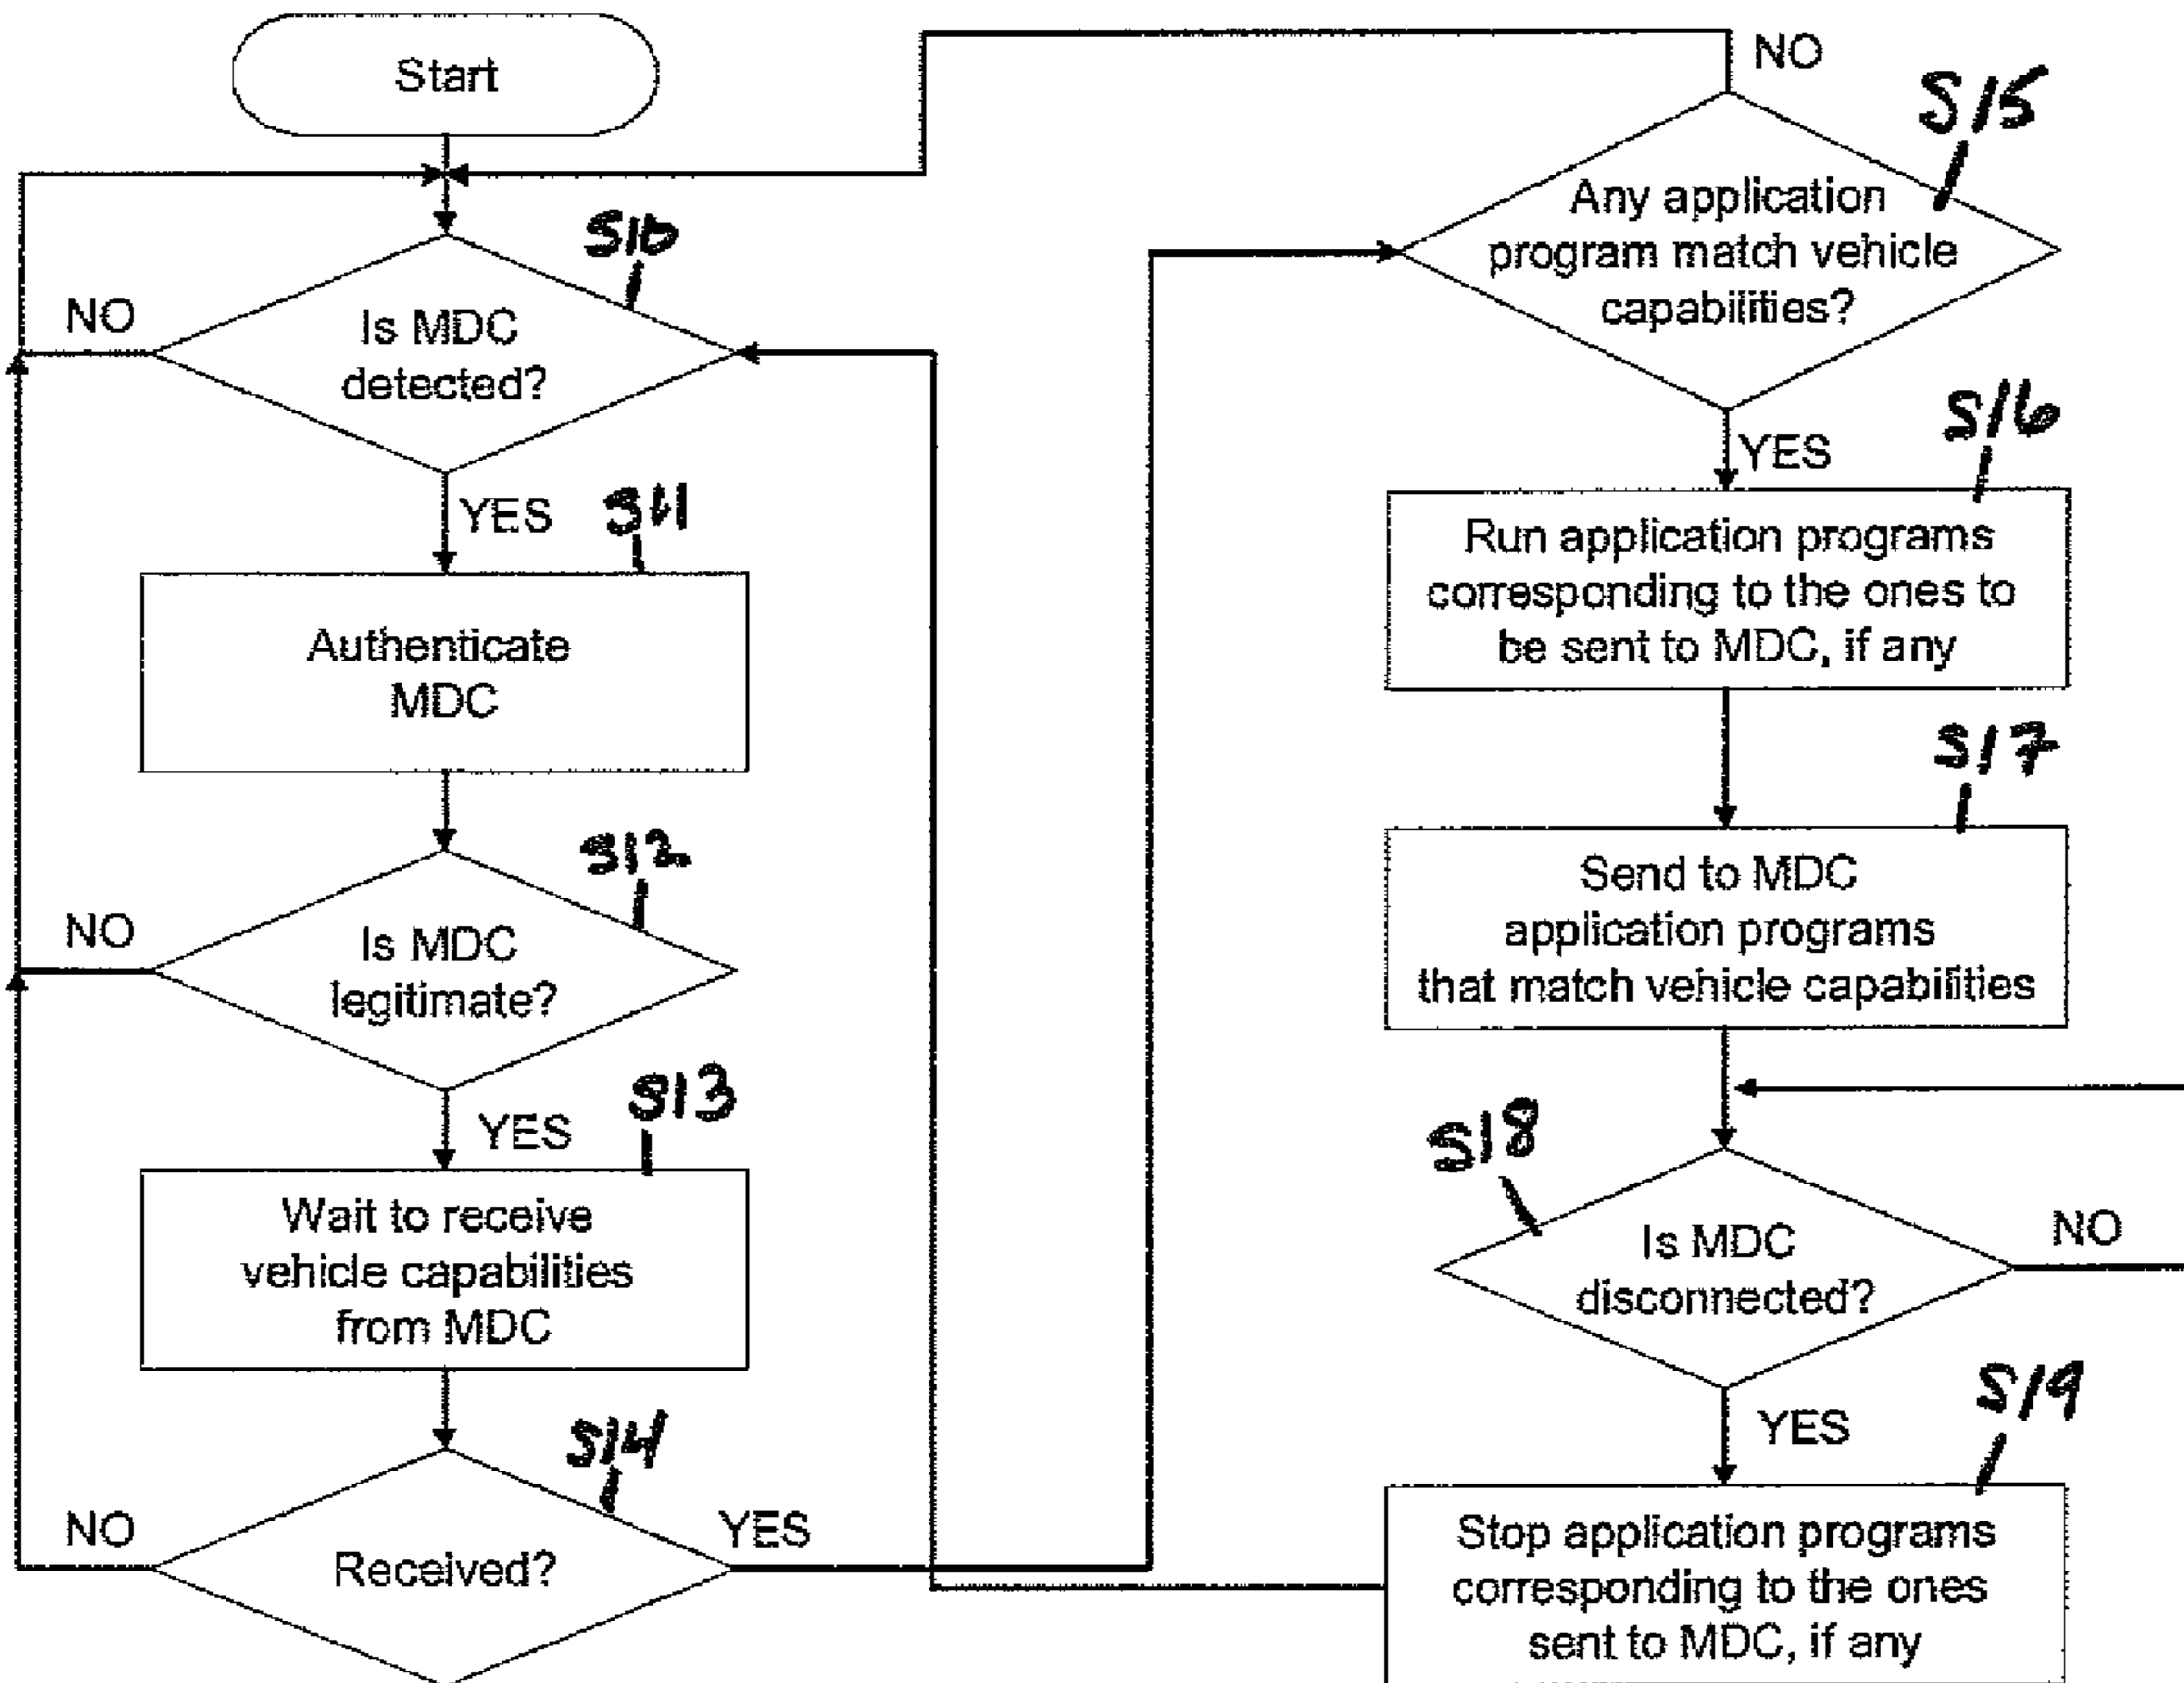 Start
S10
Is MDC
detected?
NO
YES
S11
Authenticate
MDC
S12
Is MDC
legitimate?
NO
YES
S13
Wait to receive
vehicle capabilities
from MDC
S14
Received?
NO
YES
NO
S15
Any application
program match vehicle
capabilities?
YES
S16
Run application programs
corresponding to the ones to
be sent to MDC, if any
S17
Send to MDC
application programs
that match vehicle capabilities
S18
Is MDC
disconnected?
NO
YES
S19
Stop application programs
corresponding to the ones
sent to MDC, if any